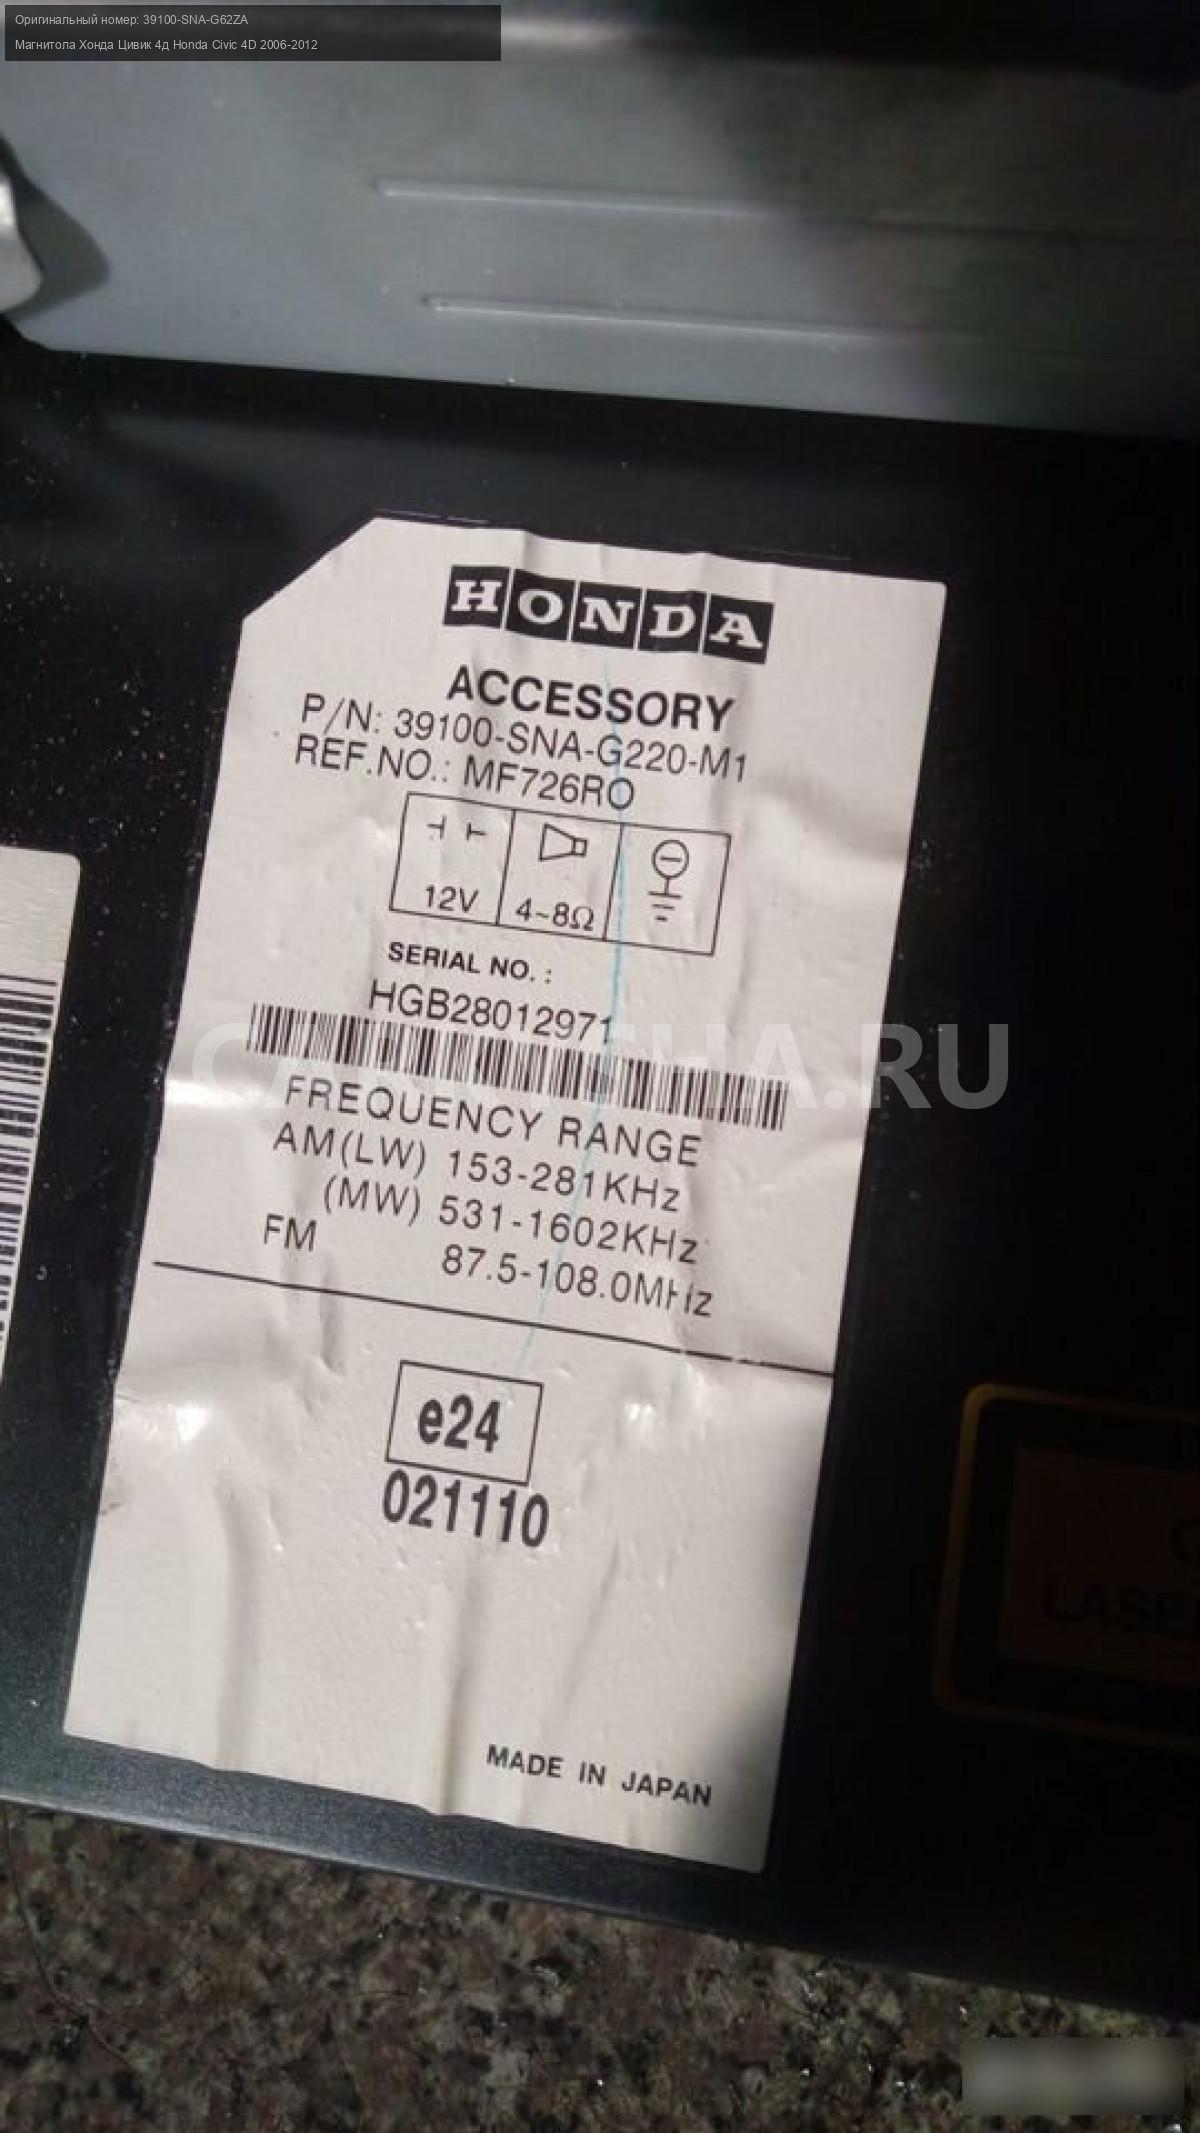 Оригинальный номер: 39100-SNA-G62ZA
Магнитола Хонда Цивик 4д Honda Civic 4D 2006-2012
HONDA
ACCESSORY
P/N: 39100-SNA-G220-M1
REF.NO.: MF726RO
12V 4~8Ω
SERIAL NO. :
HGB28012971
FREQUENCY RANGE
AM(LW) 153-281KHz
(MW) 531-1602KHz
FM 87.5-108.0MHz
e24
021110
MADE IN JAPAN